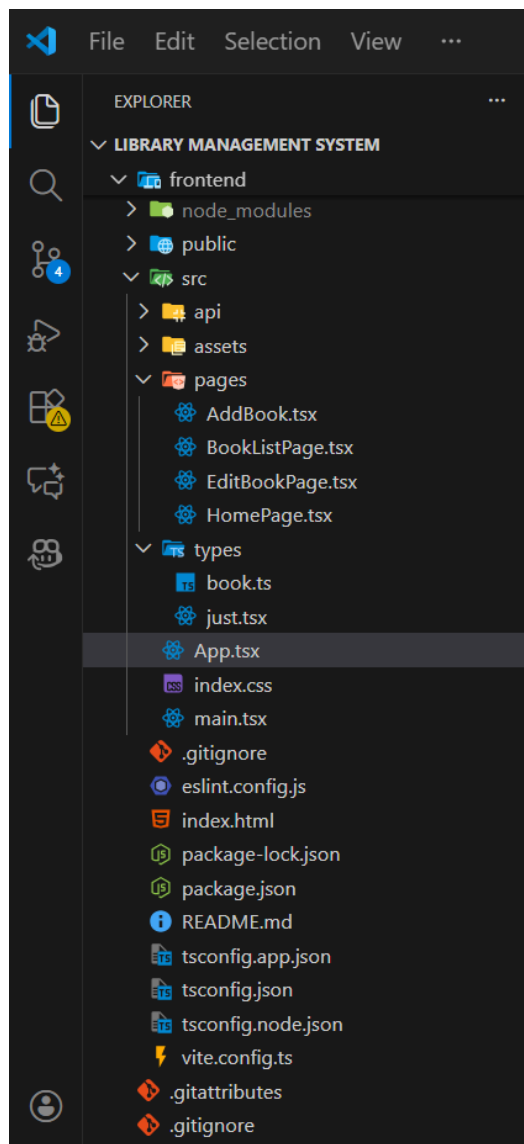 File Edit Selection View ...
EXPLORER ...
LIBRARY MANAGEMENT SYSTEM
frontend
node_modules
public
src
api
assets
pages
AddBook.tsx
BookListPage.tsx
EditBookPage.tsx
HomePage.tsx
types
TS book.ts
just.tsx
App.tsx
CSS index.css
main.tsx
.gitignore
eslint.config.js
index.html
package-lock.json
package.json
README.md
tsconfig.app.json
tsconfig.json
tsconfig.node.json
vite.config.ts
.gitattributes
.gitignore
4